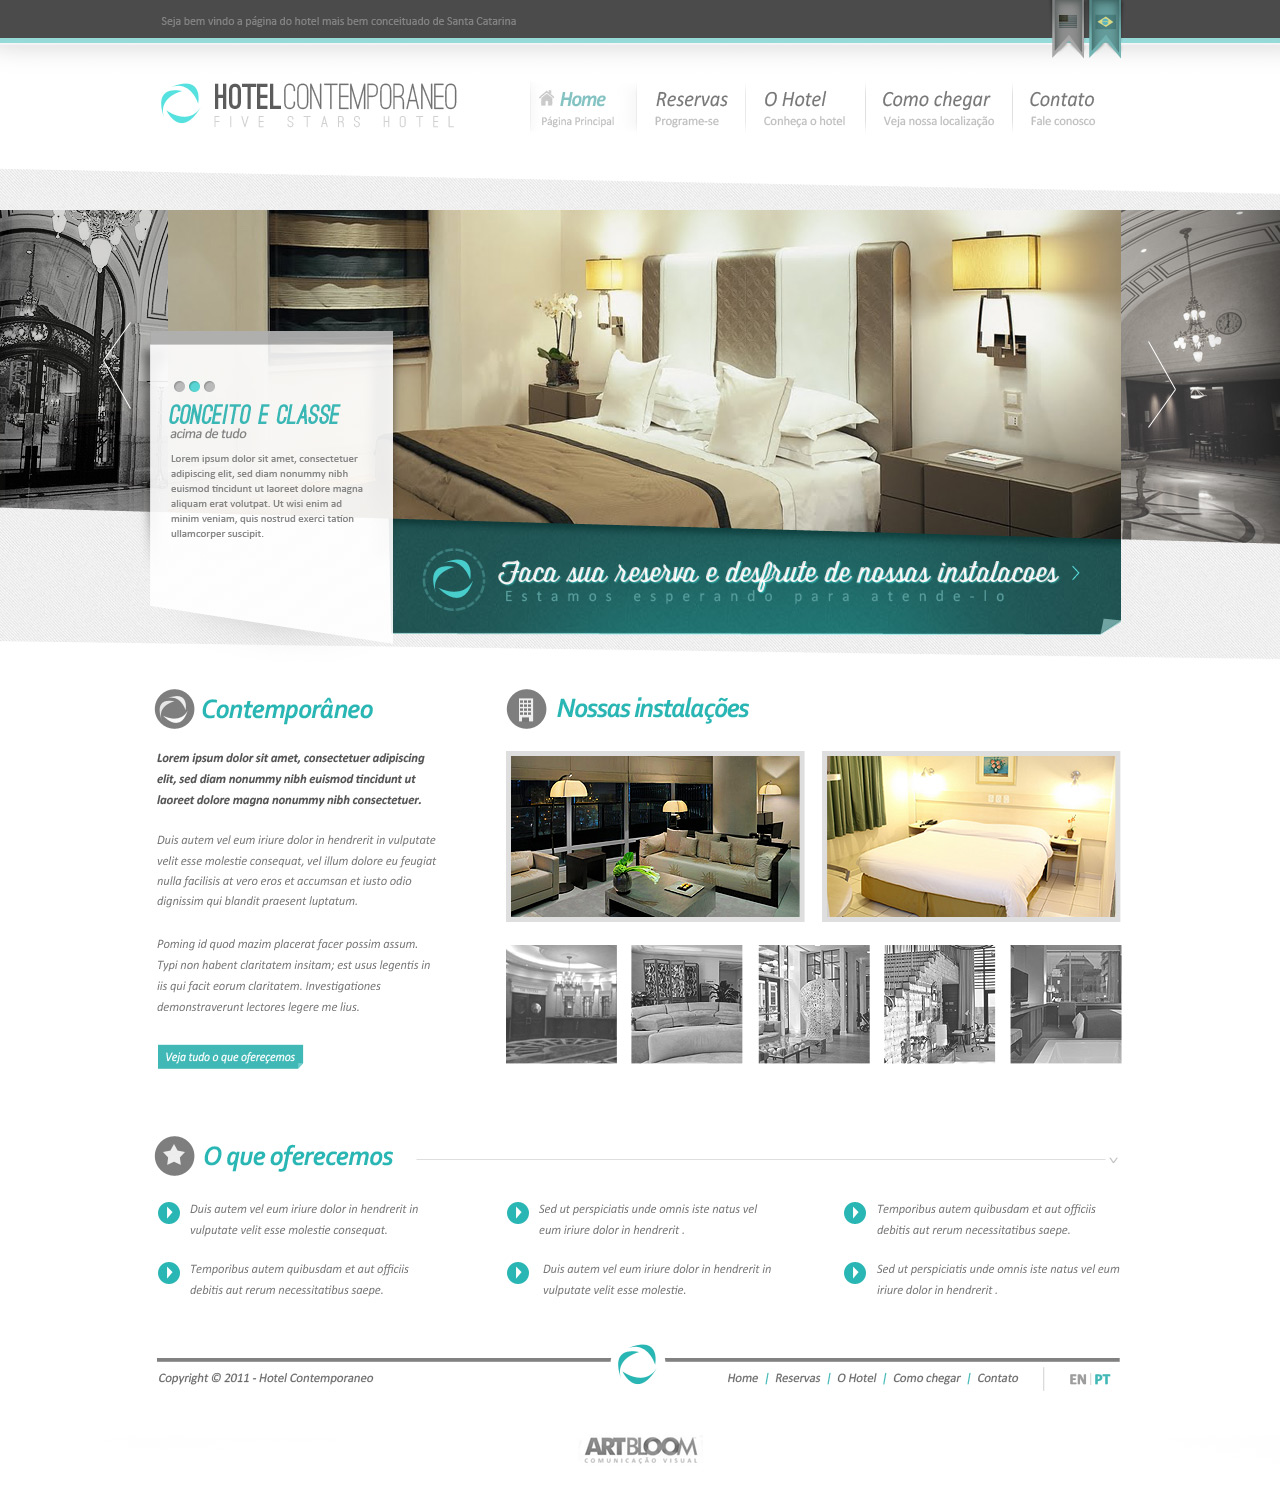 Seja bem vindo a página do hotel mais bem conceituado de Santa Catarina
HOTELCONTEMPORANEO
FIVE STARS HOTEL
Home
Página Principal
Reservas
Programe-se
O Hotel
Conheça o hotel
Como chegar
Veja nossa localização
Contato
Fale conosco
CONCEITO E CLASSE
acima de tudo
Lorem ipsum dolor sit amet, consectetuer
adipiscing elit, sed diam nonummy nibh
euismod tincidunt ut laoreet dolore magna
aliquam erat volutpat. Ut wisi enim ad
minim veniam, quis nostrud exerci tation
ullamcorper suscipit.
Faca sua reserva e desfrute de nossas instalacoes
Estamos esperando para atende-lo
Contemporâneo
Lorem ipsum dolor sit amet, consectetuer adipiscing
elit, sed diam nonummy nibh euismod tincidunt ut
laoreet dolore magna nonummy nibh consectetuer.
Duis autem vel eum iriure dolor in hendrerit in vulputate
velit esse molestie consequat, vel illum dolore eu feugiat
nulla facilisis at vero eros et accumsan et iusto odio
dignissim qui blandit praesent luptatum.
Poming id quod mazim placerat facer possim assum.
Typi non habent claritatem insitam; est usus legentis in
iis qui facit eorum claritatem. Investigationes
demonstraverunt lectores legere me lius.
Veja tudo o que ofereçemos
Nossas instalações
O que oferecemos
Duis autem vel eum iriure dolor in hendrerit in
vulputate velit esse molestie consequat.
Sed ut perspiciatis unde omnis iste natus vel
eum iriure dolor in hendrerit .
Temporibus autem quibusdam et aut officiis
debitis aut rerum necessitatibus saepe.
Temporibus autem quibusdam et aut officiis
debitis aut rerum necessitatibus saepe.
Duis autem vel eum iriure dolor in hendrerit in
vulputate velit esse molestie.
Sed ut perspiciatis unde omnis iste natus vel eum
iriure dolor in hendrerit .
Copyright © 2011 - Hotel Contemporaneo
Home / Reservas / O Hotel / Como chegar / Contato
EN|PT
ARTBLOOM
COMUNICAÇÃO VISUAL